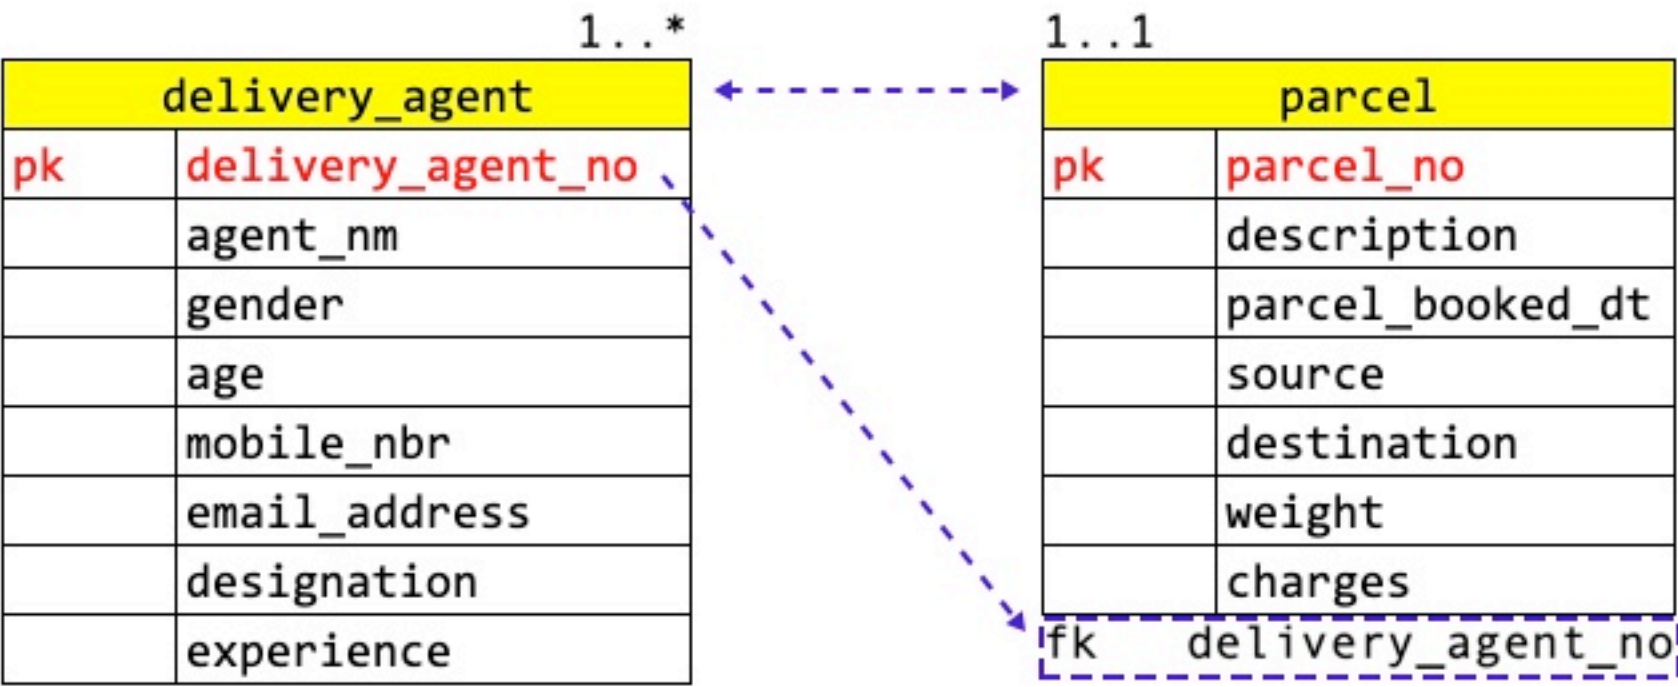 1..*
delivery_agent
pk delivery_agent_no
agent_nm
gender
age
mobile_nbr
email_address
designation
experience
1..1
parcel
pk parcel_no
description
parcel_booked_dt
source
destination
weight
charges
fk delivery_agent_no